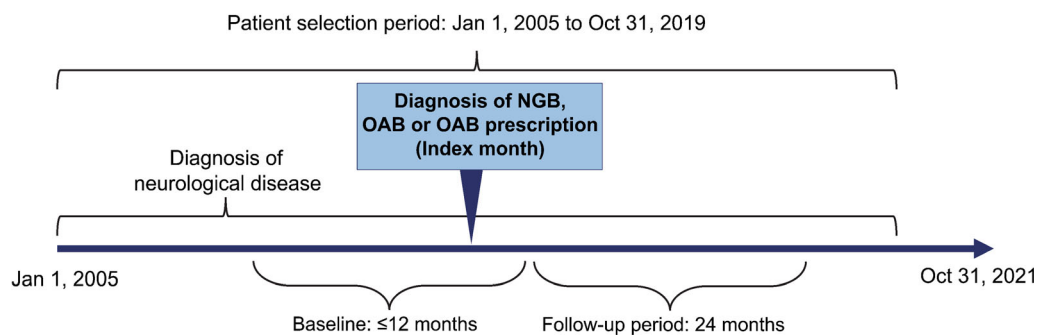 Patient selection period: Jan 1, 2005 to Oct 31, 2019
Diagnosis of NGB,
OAB or OAB prescription
(Index month)
Diagnosis of
neurological disease
Jan 1, 2005
Oct 31, 2021
Baseline: ≤12 months
Follow-up period: 24 months